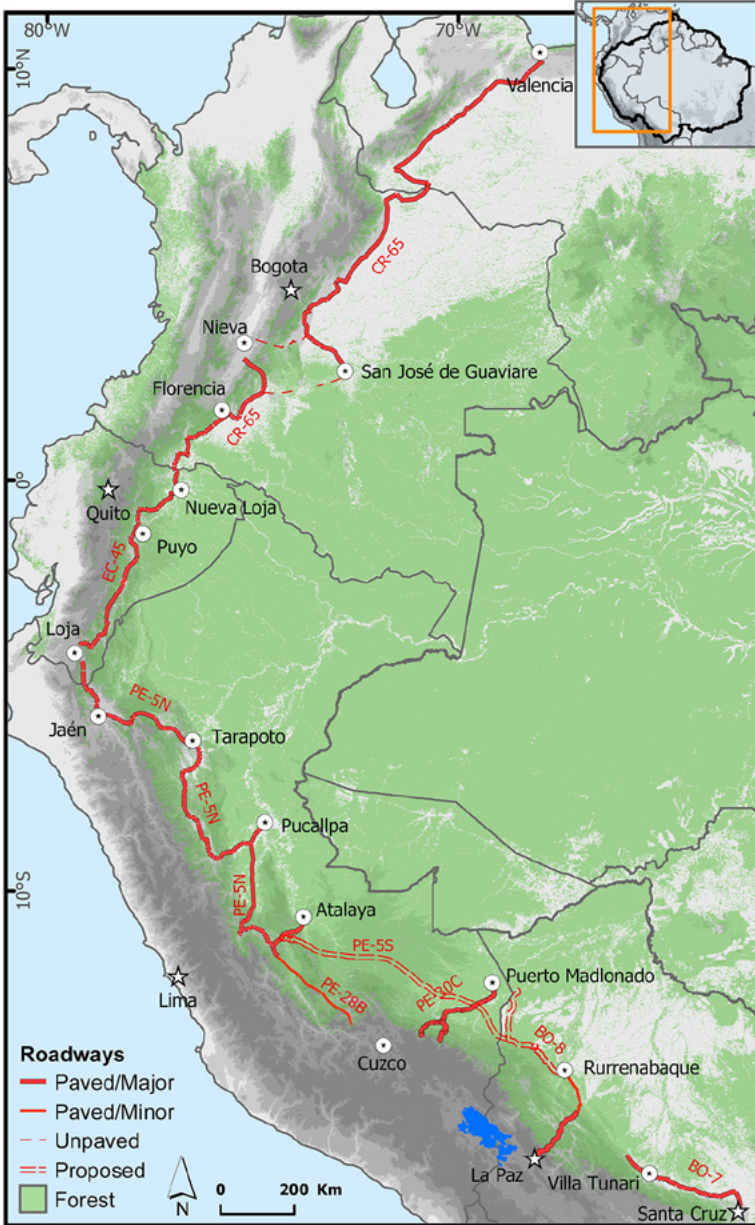 80°W
70°W
10°N
Valencia
CR-65
Bogota
Nieva
San José de Guaviare
Florencia
CR-65
0°
Quito
Nueva Loja
Puyo
EC-45
Loja
PE-5N
Jaén
Tarapoto
PE-5N
Pucallpa
10°S
PE-5N
Atalaya
PE-5S
Puerto Madlonado
Lima
PE-28B
PE-30C
BO-8
Cuzco
Rurrenabaque
Roadways
Paved/Major
Paved/Minor
Unpaved
Proposed
Forest
N
0 200 Km
La Paz
Villa Tunari
BO-7
Santa Cruz